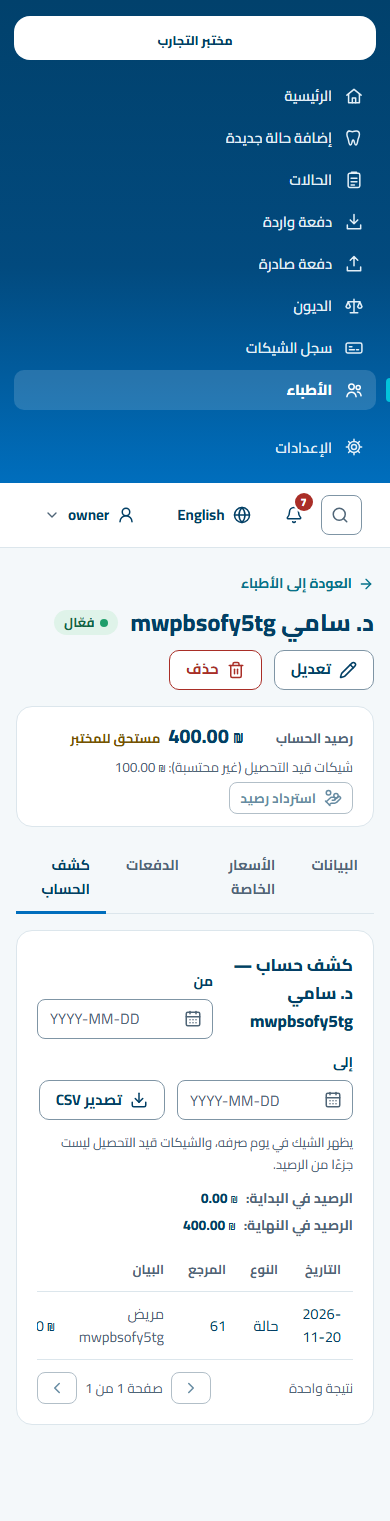 مختبر التجارب
الرئيسية
إضافة حالة جديدة
الحالات
دفعة واردة
دفعة صادرة
الديون
سجل الشيكات
الأطباء
الإعدادات
7
English
owner
العودة إلى الأطباء
د. سامي mwpbsofy5tg
فعّال
تعديل
حذف
رصيد الحساب
₪ 400.00 مستحق للمختبر
شيكات قيد التحصيل (غير محتسبة): ₪ 100.00
استرداد رصيد
البيانات
الأسعار الخاصة
الدفعات
كشف الحساب
كشف حساب —
د. سامي
mwpbsofy5tg
من
YYYY-MM-DD
إلى
YYYY-MM-DD
تصدير CSV
يظهر الشيك في يوم صرفه، والشيكات قيد التحصيل ليست
جزءًا من الرصيد.
الرصيد في البداية: ₪ 0.00
الرصيد في النهاية: ₪ 400.00
التاريخ النوع المرجع البيان
2026-11-20 حالة 61 مريض mwpbsofy5tg ₪
نتيجة واحدة
صفحة 1 من 1